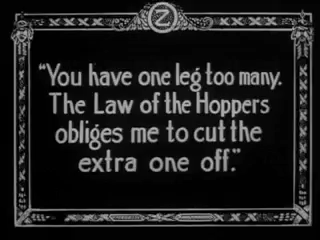 Z
"You have one leg too many.
The Law of the Hoppers
obliges me to cut the
extra one off."